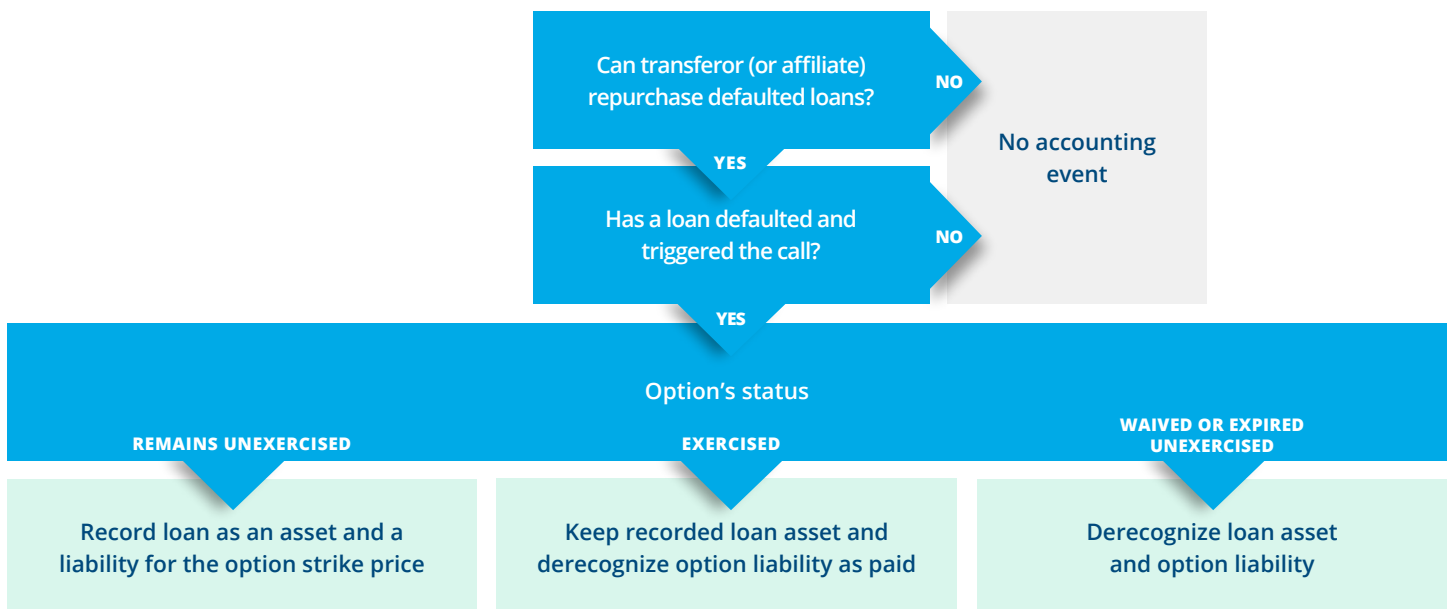 Can transferor (or affiliate)
repurchase defaulted loans?
NO
YES
No accounting
event
Has a loan defaulted and
triggered the call?
NO
YES
Option’s status
REMAINS UNEXERCISED
EXERCISED
WAIVED OR EXPIRED
UNEXERCISED
Record loan as an asset and a
liability for the option strike price
Keep recorded loan asset and
derecognize option liability as paid
Derecognize loan asset
and option liability